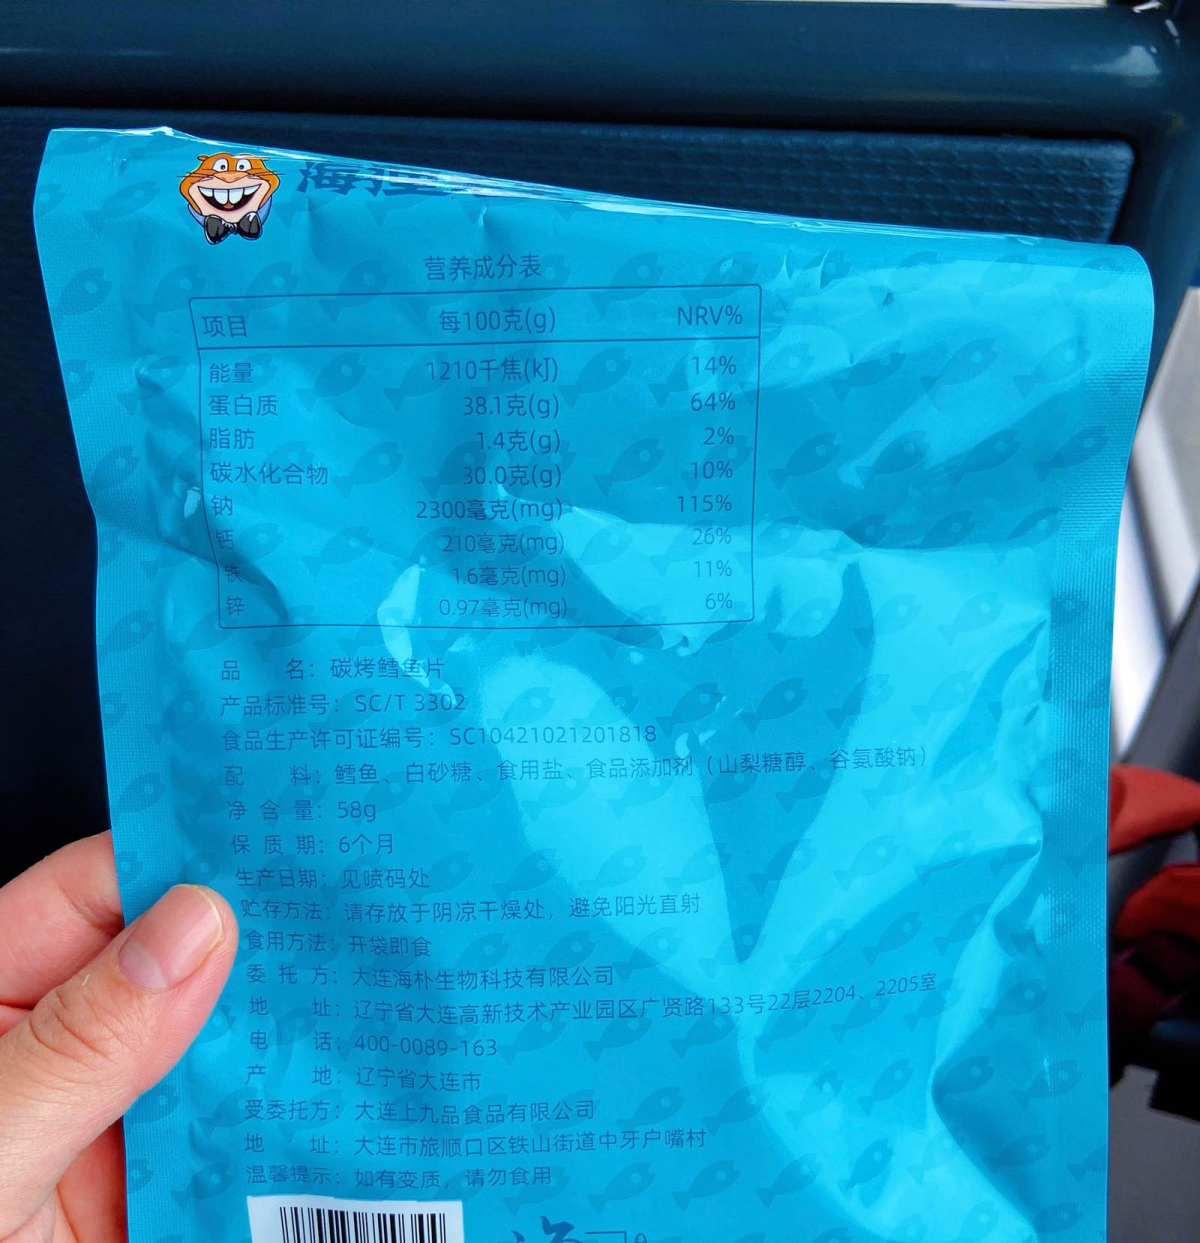 海
营养成分表
项目 每100克(g) NRV%
能量 1210千焦(kJ) 14%
蛋白质 38.1克(g) 64%
脂肪 1.4克(g) 2%
碳水化合物 30.0克(g) 10%
钠 2300毫克(mg) 115%
钙 210毫克(mg) 26%
铁 1.6毫克(mg) 11%
锌 0.97毫克(mg) 6%
品 名：碳烤鳕鱼片
产品标准号：SC/T 3302
食品生产许可证编号：SC10421021201818
配 料：鳕鱼、白砂糖、食用盐、食品添加剂（山梨糖醇、谷氨酸钠）
净 含 量：58g
保 质 期：6个月
生产日期：见喷码处
贮存方法：请存放于阴凉干燥处，避免阳光直射
食用方法：开袋即食
委 托 方：大连海朴生物科技有限公司
地 址：辽宁省大连高新技术产业园区广贤路133号22层2204、2205室
电 话：400-0089-163
产 地：辽宁省大连市
受委托方：大连上九品食品有限公司
地 址：大连市旅顺口区铁山街道中牙户嘴村
温馨提示：如有变质，请勿食用